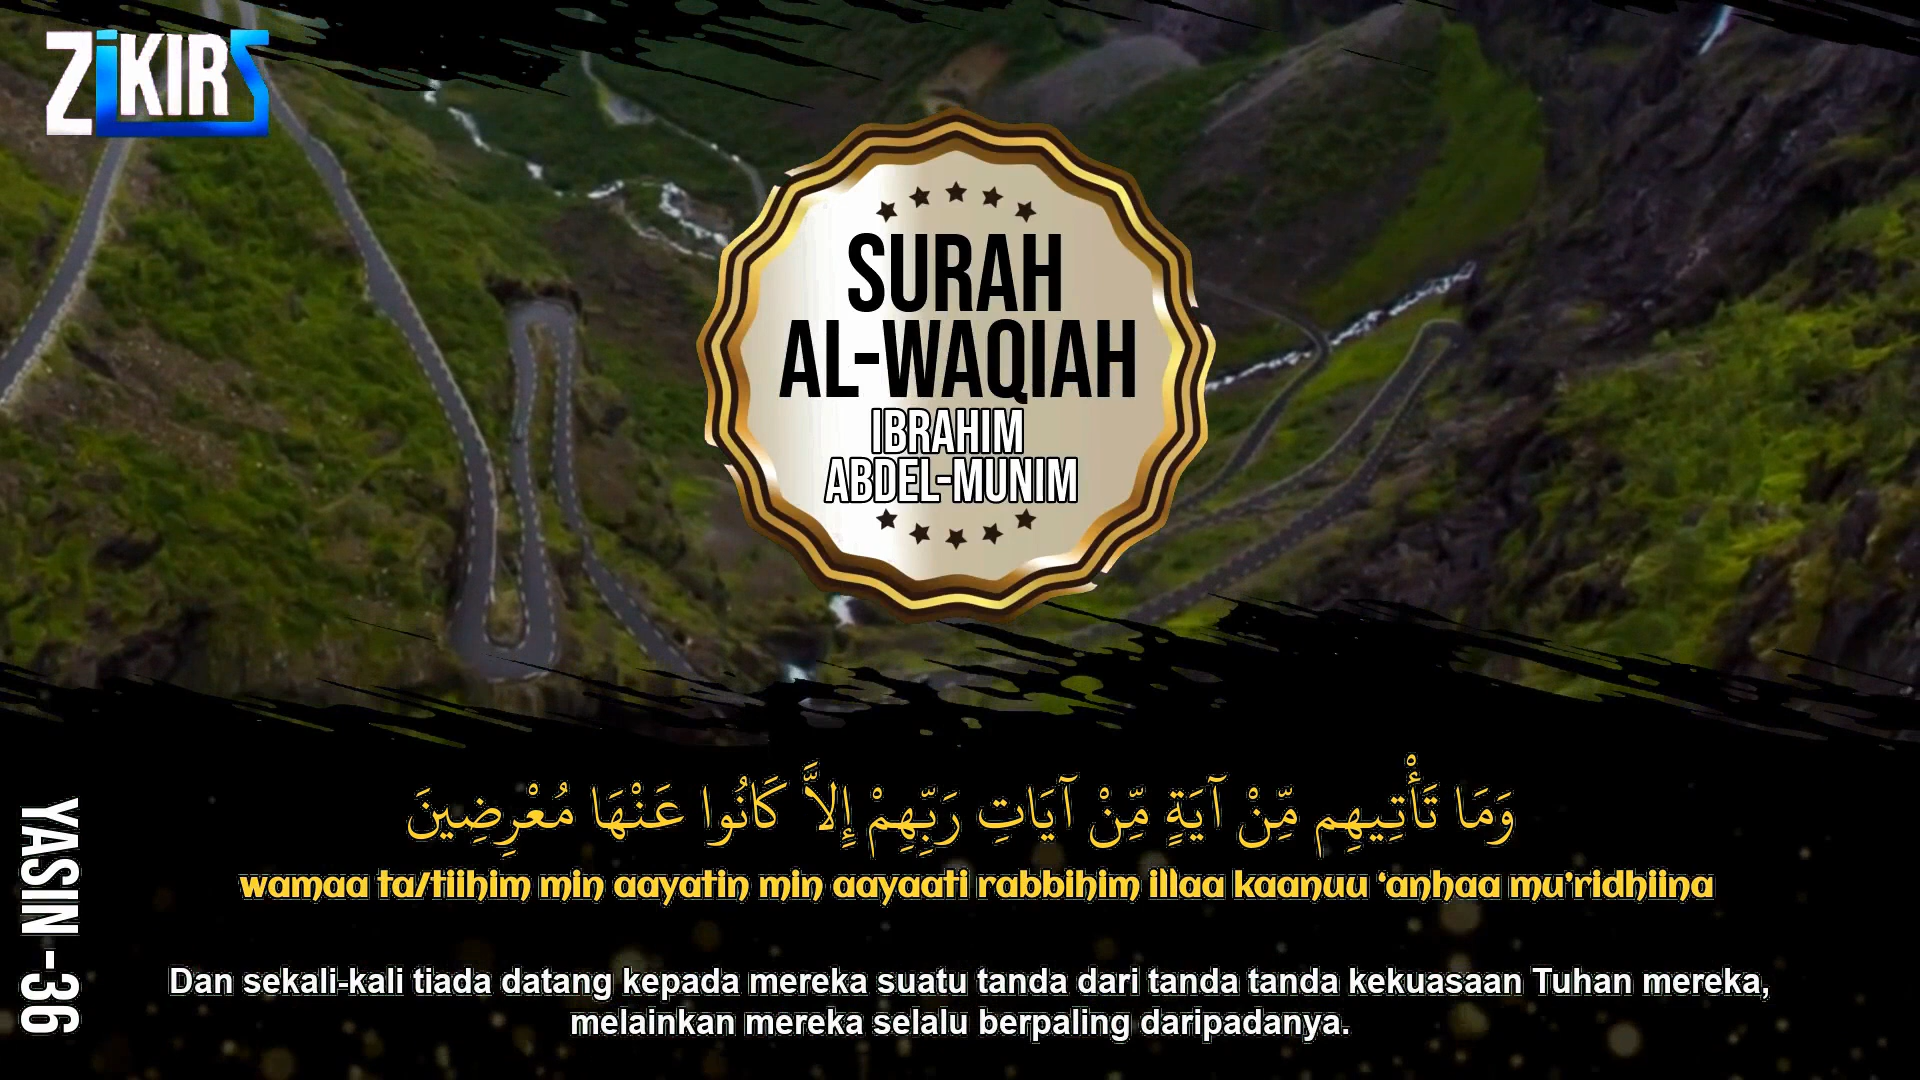 ZIKIRS
SURAH
AL-WAQIAH
IBRAHIM
ABDEL-MUNIM
وَمَا تَأْتِيهِم مِّنْ آيَةٍ مِّنْ آيَاتِ رَبِّهِمْ إِلاَّ كَانُوا عَنْهَا مُعْرِضِينَ
wamaa ta/tiihim min aayatin min aayaati rabbihim illaa kaanuu ‘anhaa mu’ridhiina
Dan sekali-kali tiada datang kepada mereka suatu tanda dari tanda tanda kekuasaan Tuhan mereka,
melainkan mereka selalu berpaling daripadanya.
YASIN -36